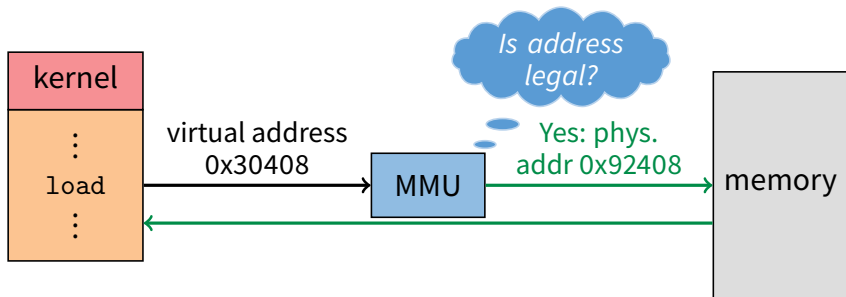 Is address
legal?
kernel
⋮
load
⋮
virtual address
0x30408
MMU
Yes: phys.
addr 0x92408
memory